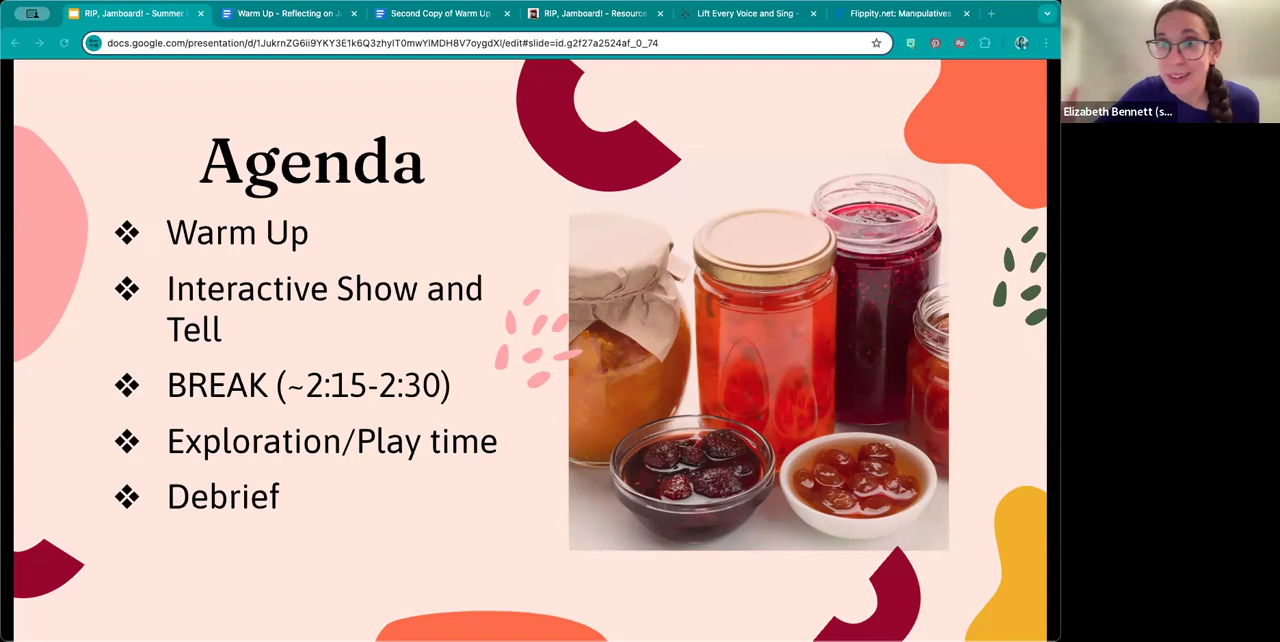 RIP, Jamboard! - Summer
Warm Up - Reflecting on J
Second Copy of Warm Up
RIP, Jamboard! - Resource
Lift Every Voice and Sing -
Flippity.net: Manipulatives
docs.google.com/presentation/d/1JukrnZG6ii9YKY3E1k6Q3zhyIT0mwYlMDH8V7oygdXI/edit#slide=id.g2f27a2524af_0_74
Elizabeth Bennett (s...
Agenda
❖ Warm Up
❖ Interactive Show and
Tell
❖ BREAK (~2:15-2:30)
❖ Exploration/Play time
❖ Debrief